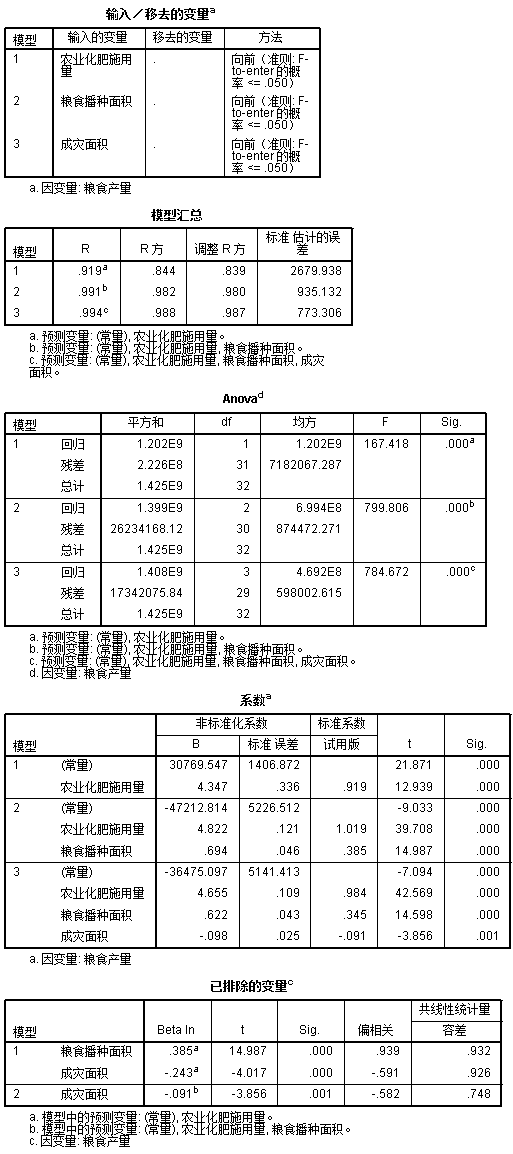 输入／移去的变量a
模型 输入的变量 移去的变量 方法
1 农业化肥施用量 . 向前（准则: F-to-enter 的概率 <= .050）
2 粮食播种面积 . 向前（准则: F-to-enter 的概率 <= .050）
3 成灾面积 . 向前（准则: F-to-enter 的概率 <= .050）
a. 因变量: 粮食产量
模型汇总
模型 R R 方 调整 R 方 标准 估计的误差
1 .919a .844 .839 2679.938
2 .991b .982 .980 935.132
3 .994c .988 .987 773.306
a. 预测变量: (常量), 农业化肥施用量。
b. 预测变量: (常量), 农业化肥施用量, 粮食播种面积。
c. 预测变量: (常量), 农业化肥施用量, 粮食播种面积, 成灾
面积。
Anovad
模型 平方和 df 均方 F Sig.
1 回归 1.202E9 1 1.202E9 167.418 .000a
残差 2.226E8 31 7182067.287
总计 1.425E9 32
2 回归 1.399E9 2 6.994E8 799.806 .000b
残差 26234168.12 30 874472.271
总计 1.425E9 32
3 回归 1.408E9 3 4.692E8 784.672 .000c
残差 17342075.84 29 598002.615
总计 1.425E9 32
a. 预测变量: (常量), 农业化肥施用量。
b. 预测变量: (常量), 农业化肥施用量, 粮食播种面积。
c. 预测变量: (常量), 农业化肥施用量, 粮食播种面积, 成灾面积。
d. 因变量: 粮食产量
系数a
模型 非标准化系数 标准系数 t Sig.
B 标准 误差 试用版
1 (常量) 30769.547 1406.872 21.871 .000
农业化肥施用量 4.347 .336 .919 12.939 .000
2 (常量) -47212.814 5226.512 -9.033 .000
农业化肥施用量 4.822 .121 1.019 39.708 .000
粮食播种面积 .694 .046 .385 14.987 .000
3 (常量) -36475.097 5141.413 -7.094 .000
农业化肥施用量 4.655 .109 .984 42.569 .000
粮食播种面积 .622 .043 .345 14.598 .000
成灾面积 -.098 .025 -.091 -3.856 .001
a. 因变量: 粮食产量
已排除的变量c
模型 Beta In t Sig. 偏相关 共线性统计量
容差
1 粮食播种面积 .385a 14.987 .000 .939 .932
成灾面积 -.243a -4.017 .000 -.591 .926
2 成灾面积 -.091b -3.856 .001 -.582 .748
a. 模型中的预测变量: (常量), 农业化肥施用量。
b. 模型中的预测变量: (常量), 农业化肥施用量, 粮食播种面积。
c. 因变量: 粮食产量